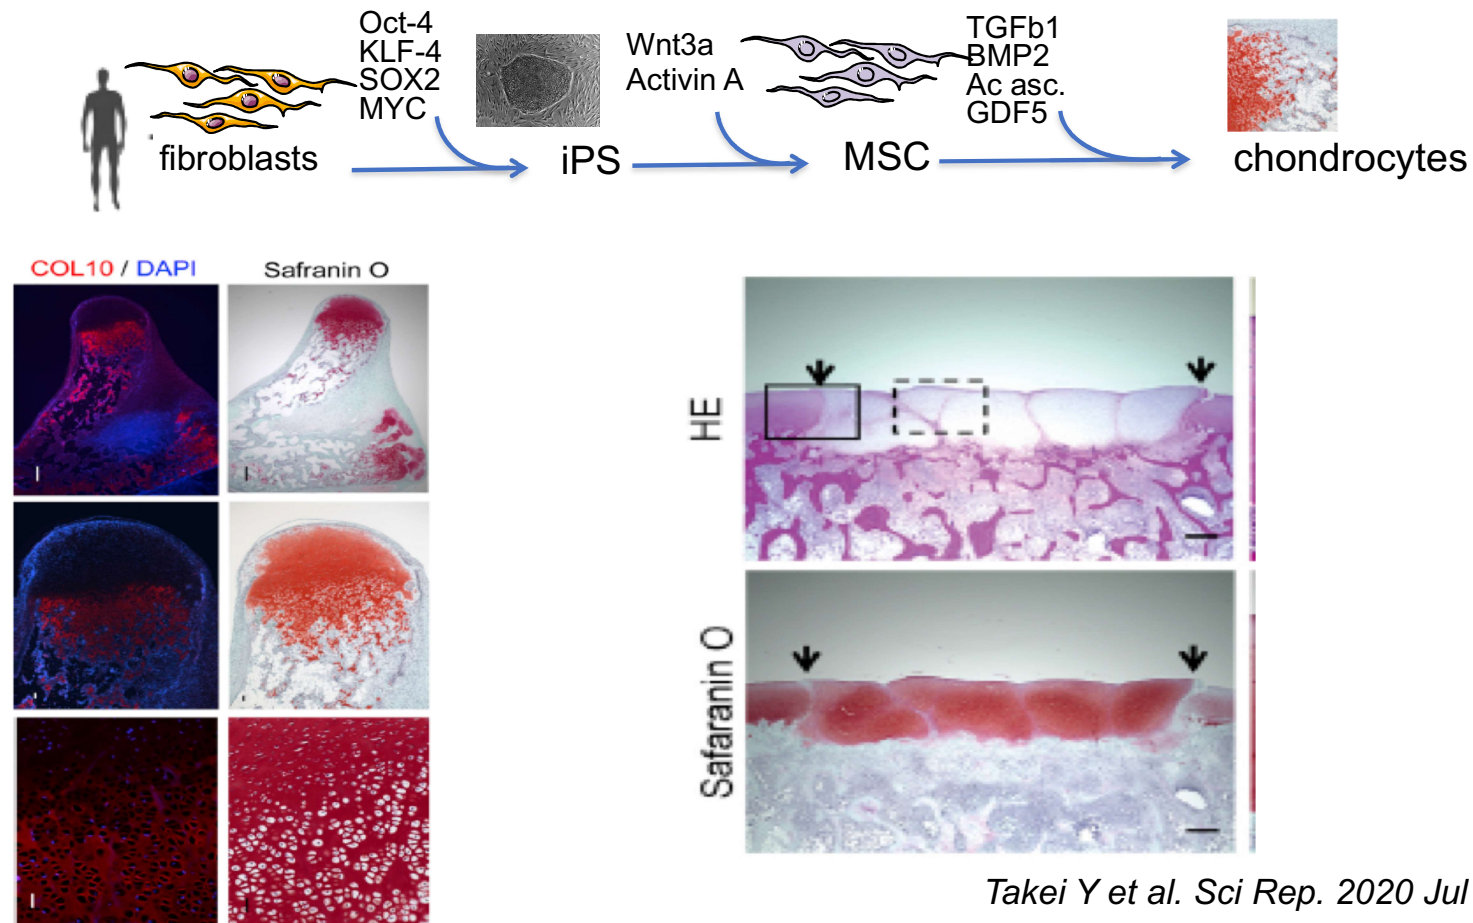 Oct-4
KLF-4
SOX2
MYC
Wnt3a
Activin A
TGFb1
BMP2
Ac asc.
GDF5
fibroblasts
iPS
MSC
chondrocytes
COL10 / DAPI
Safranin O
HE
Safaranin O
Takei Y et al. Sci Rep. 2020 Jul